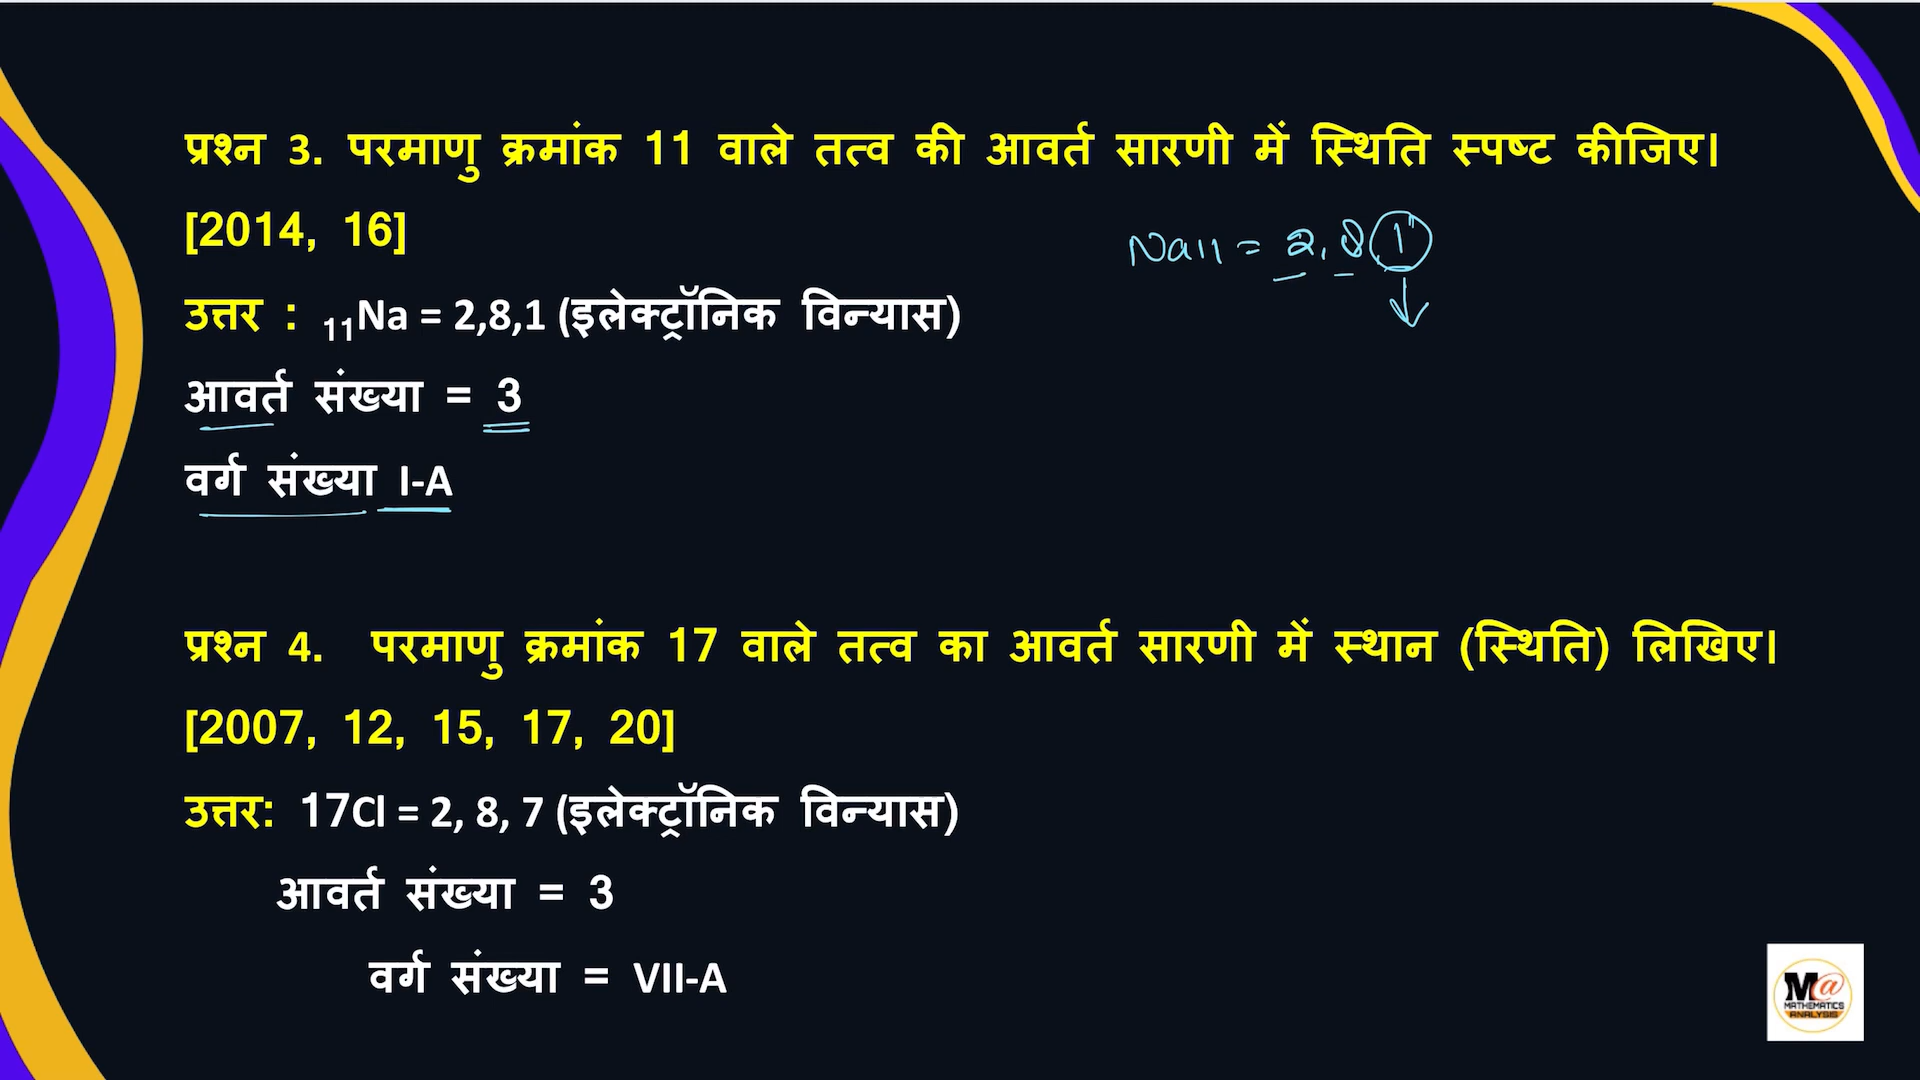 प्रश्न 3. परमाणु क्रमांक 11 वाले तत्व की आवर्त सारणी में स्थिति स्पष्ट कीजिए।
[2014, 16]
Na11 = 2, 8 1
उत्तर : ₁₁Na = 2,8,1 (इलेक्ट्रॉनिक विन्यास)
आवर्त संख्या = 3
वर्ग संख्या I-A
प्रश्न 4. परमाणु क्रमांक 17 वाले तत्व का आवर्त सारणी में स्थान (स्थिति) लिखिए।
[2007, 12, 15, 17, 20]
उत्तर: 17Cl = 2, 8, 7 (इलेक्ट्रॉनिक विन्यास)
आवर्त संख्या = 3
वर्ग संख्या = VII-A
M@
MATHEMATICS
ANALYSIS